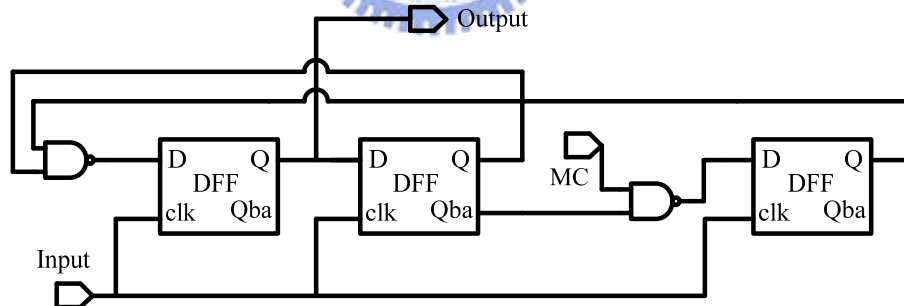 Output
D Q
DFF
clk Qba
D Q
DFF
clk Qba
MC
D Q
DFF
clk Qba
Input